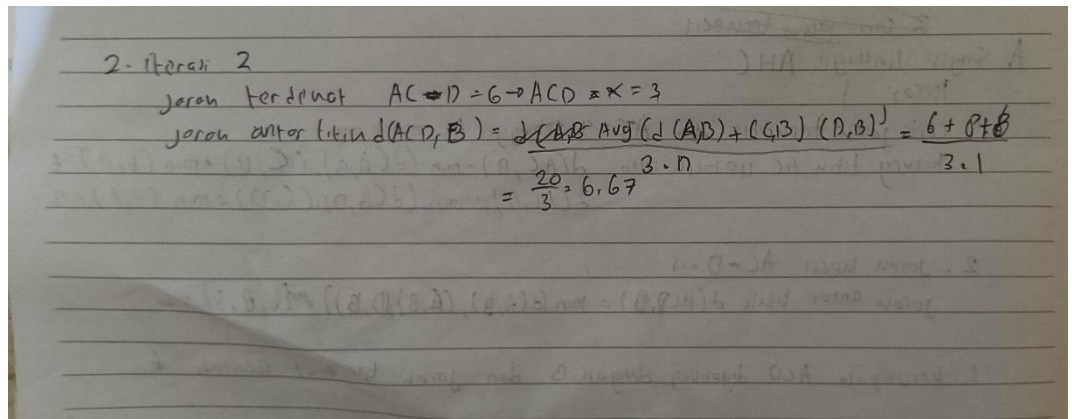 2. Iterasi 2
Jarak terdekat AC - D = 6 → ACD = x = 3
Jarak antar titik d(ACD, B) = Avg (d (A,B) + (C,B) (D,B)) / 3 . n = 6 + 8 + 6 / 3 . 1
= 20 / 3 = 6,67